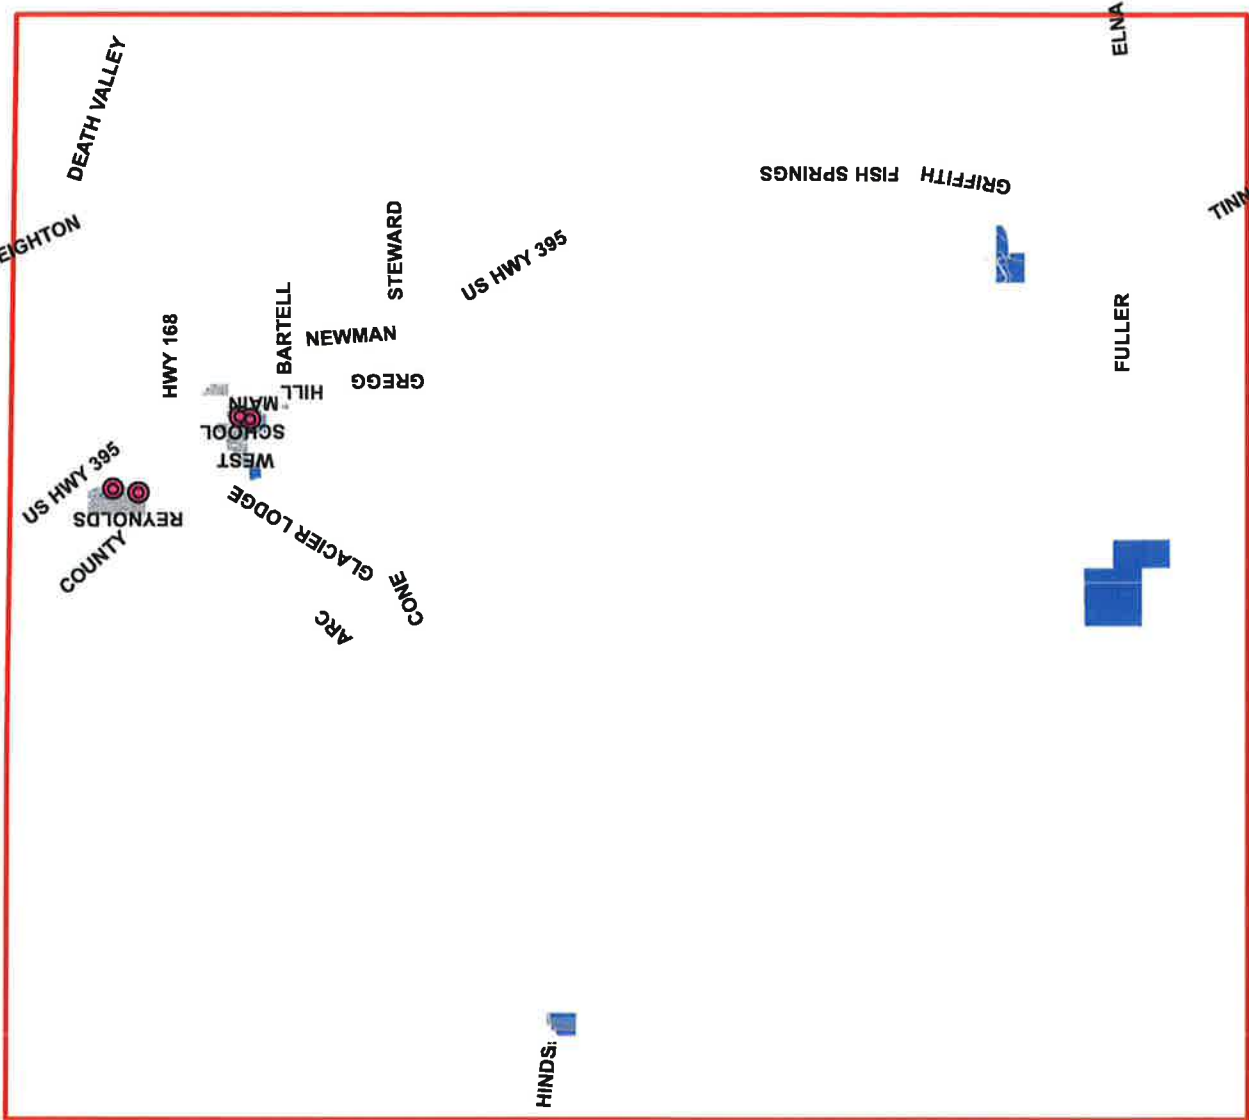 ELNA
DEATH VALLEY
FISH SPRINGS
GRIFFITH
TINN
EIGHTON
STEWARD
US HWY 395
BARTELL
HWY 168
NEWMAN
FULLER
GREGG
HILL
MAIN
SCHOOL
WEST
US HWY 395
REYNOLDS
COUNTY
GLACIER LODGE
CONE
ARC
HINDS